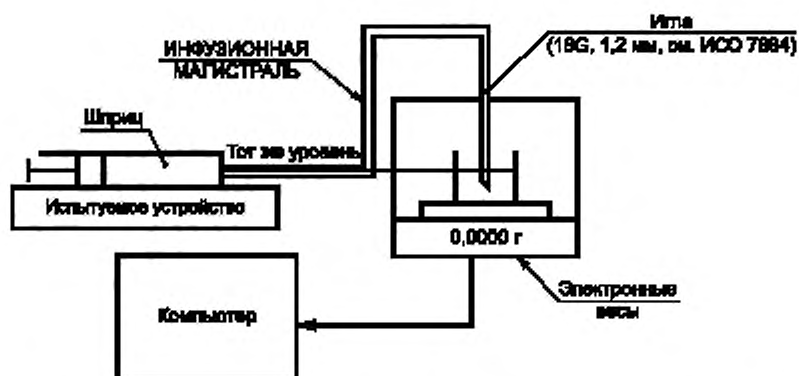 Игла
(18G, 1,2 мм, см. ИСО 7864)
ИНФУЗИОННАЯ
МАГИСТРАЛЬ
Шприц
Тот же уровень
Испытуемое устройство
0,0000 г
Электронные
весы
Компьютер